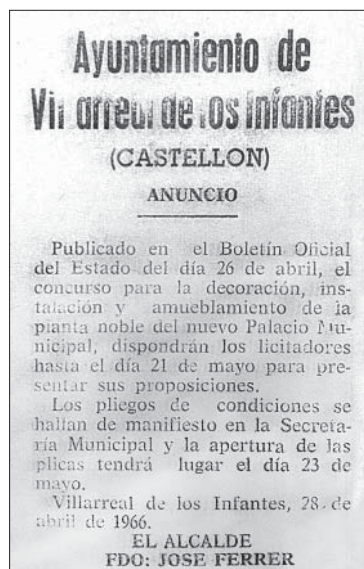 Ayuntamiento de
Villarreal de los Infantes
(CASTELLON)
ANUNCIO
Publicado en el Boletín Oficial
del Estado del día 26 de abril, el
concurso para la decoración, ins-
talación y amueblamiento de la
planta noble del nuevo Palacio Mu-
nicipal, dispondrán los licitadores
hasta el día 21 de mayo para pre-
sentar sus proposiciones.
Los pliegos de condiciones se
hallan de manifiesto en la Secreta-
ría Municipal y la apertura de las
plicas tendrá lugar el día 23 de
mayo.
Villarreal de los Infantes, 28 de
abril de 1966.
EL ALCALDE
FDO: JOSE FERRER